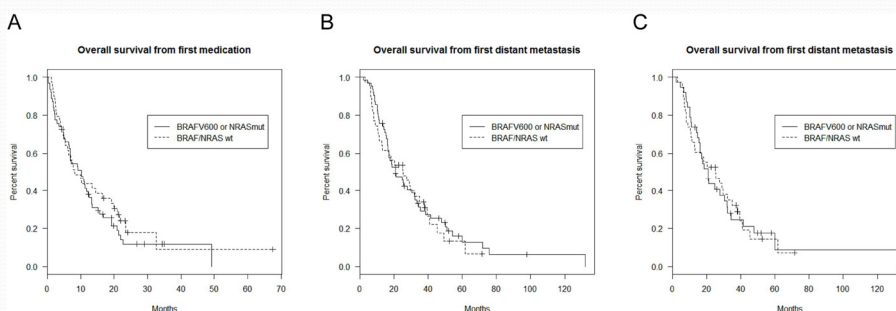 A
Overall survival from first medication
Percent survival
1.0
0.8
0.6
0.4
0.2
0.0
BRAFV600 or NRASmut
BRAF/NRAS wt
0 10 20 30 40 50 60 70
Months
B
Overall survival from first distant metastasis
Percent survival
1.0
0.8
0.6
0.4
0.2
0.0
BRAFV600 or NRASmut
BRAF/NRAS wt
0 20 40 60 80 100 120
Months
C
Overall survival from first distant metastasis
Percent survival
1.0
0.8
0.6
0.4
0.2
0.0
BRAFV600 or NRASmut
BRAF/NRAS wt
0 20 40 60 80 100 120
Months